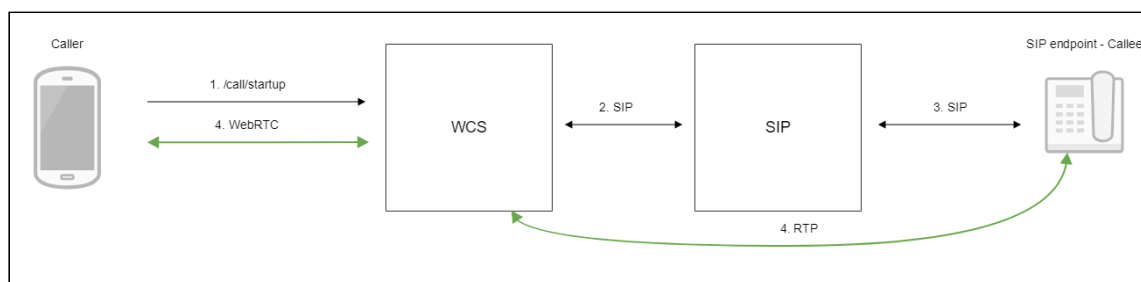 Caller
SIP endpoint - Callee
1. /call/startup
4. WebRTC
WCS
2. SIP
SIP
3. SIP
4. RTP